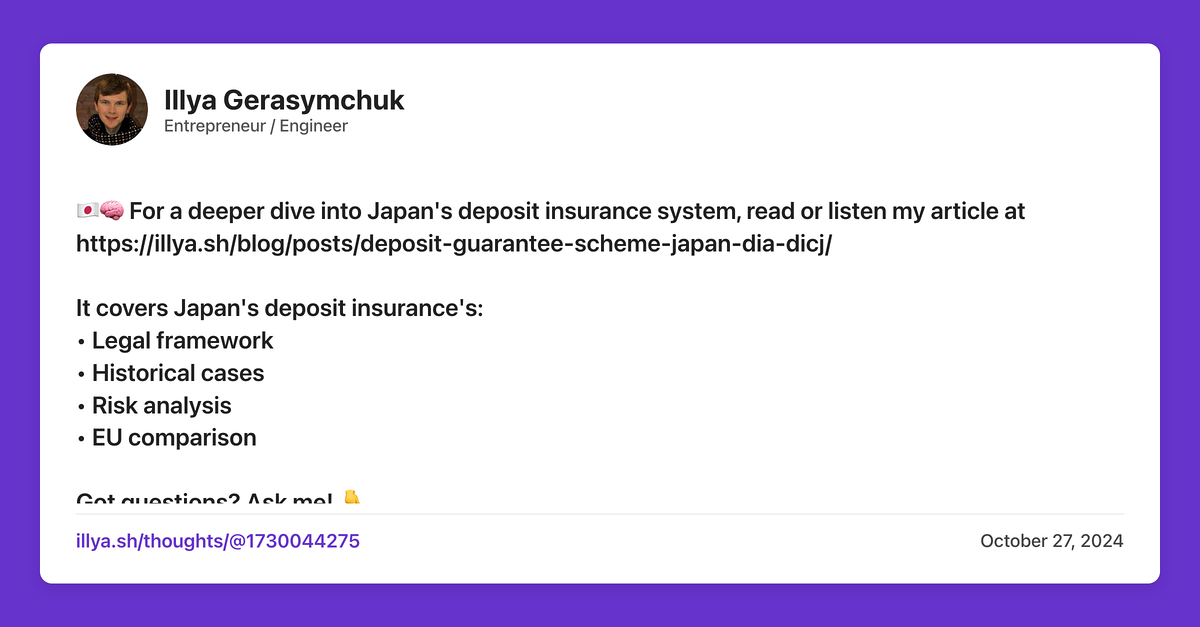 Illya Gerasymchuk
Entrepreneur / Engineer
🇯🇵🧠 For a deeper dive into Japan's deposit insurance system, read or listen my article at
https://illya.sh/blog/posts/deposit-guarantee-scheme-japan-dia-dicj/
It covers Japan's deposit insurance's:
• Legal framework
• Historical cases
• Risk analysis
• EU comparison
Got questions? Ask me! 👇
illya.sh/thoughts/@1730044275
October 27, 2024